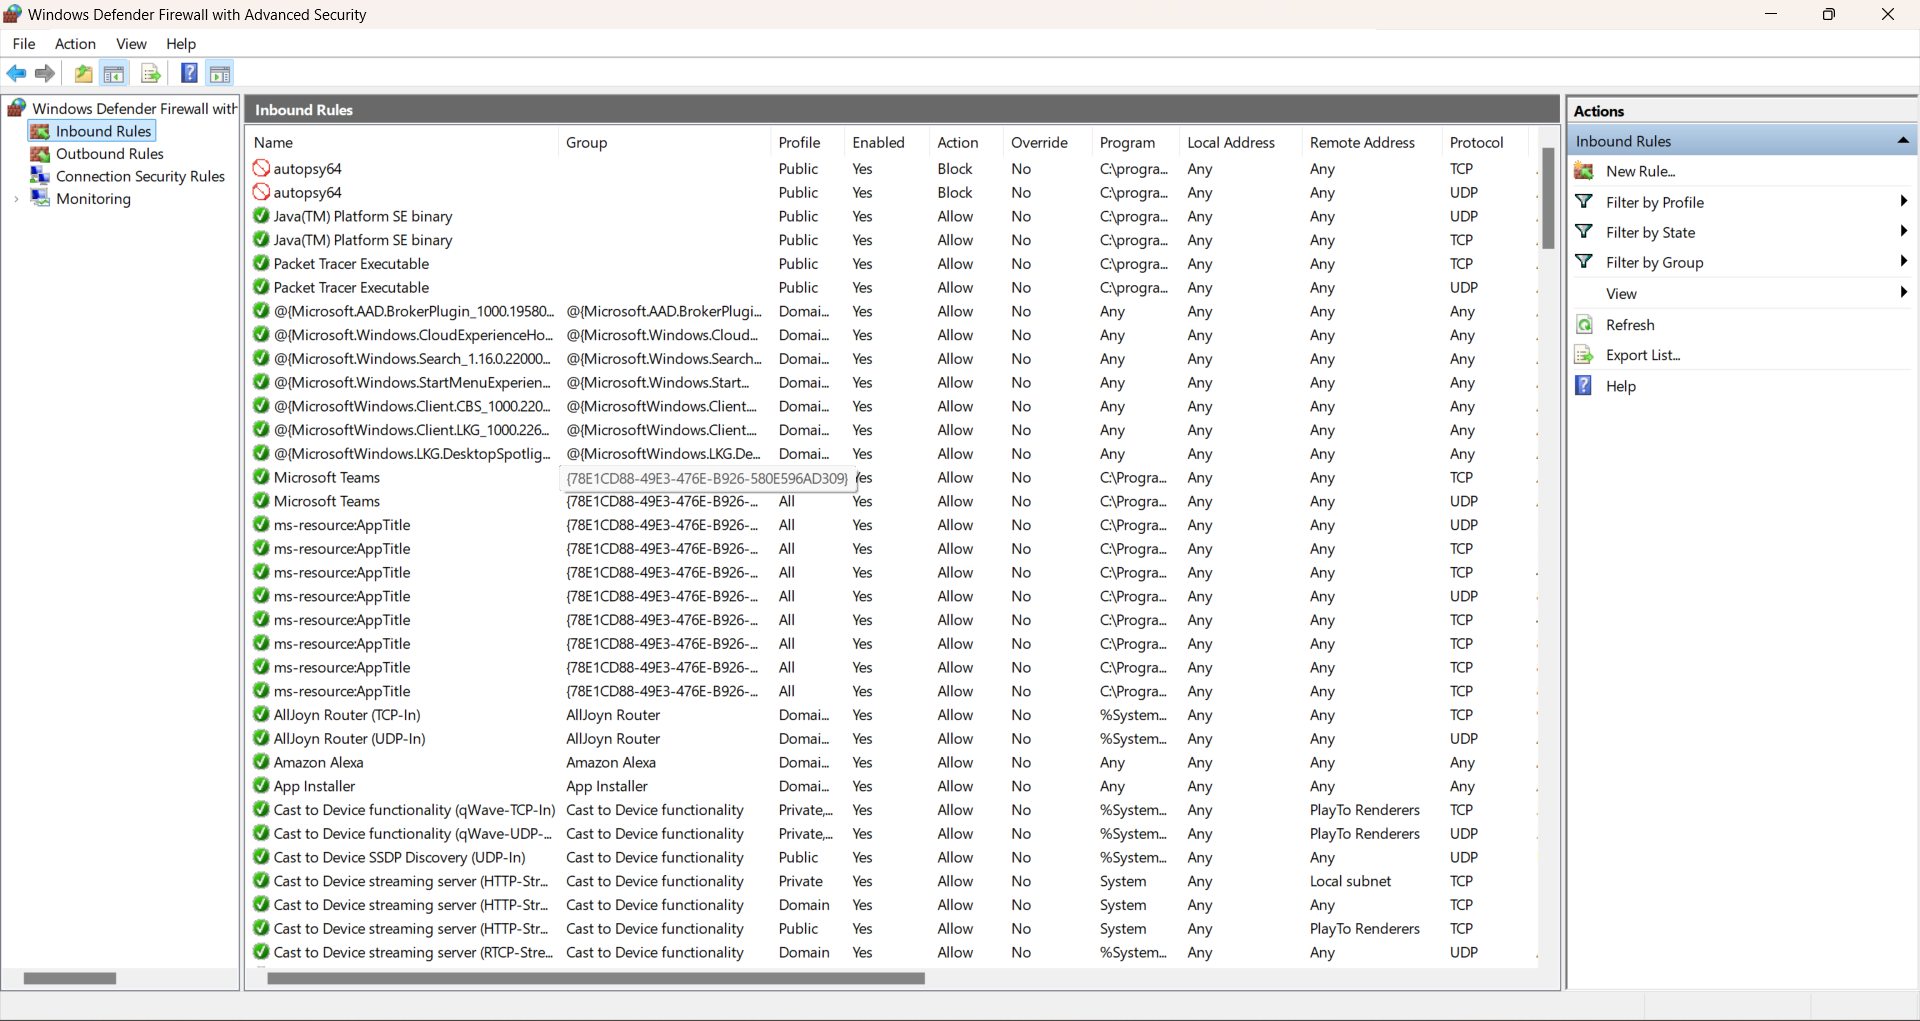 Windows Defender Firewall with Advanced Security
File Action View Help
Windows Defender Firewall with
Inbound Rules
Outbound Rules
Connection Security Rules
Monitoring
Inbound Rules
Name Group Profile Enabled Action Override Program Local Address Remote Address Protocol
autopsy64 Public Yes Block No C:\progra... Any Any TCP
autopsy64 Public Yes Block No C:\progra... Any Any UDP
Java(TM) Platform SE binary Public Yes Allow No C:\progra... Any Any UDP
Java(TM) Platform SE binary Public Yes Allow No C:\progra... Any Any TCP
Packet Tracer Executable Public Yes Allow No C:\progra... Any Any TCP
Packet Tracer Executable Public Yes Allow No C:\progra... Any Any UDP
@{Microsoft.AAD.BrokerPlugin_1000.19580... @{Microsoft.AAD.BrokerPlugi... Domai... Yes Allow No Any Any Any Any
@{Microsoft.Windows.CloudExperienceHo... @{Microsoft.Windows.Cloud... Domai... Yes Allow No Any Any Any Any
@{Microsoft.Windows.Search_1.16.0.22000... @{Microsoft.Windows.Search... Domai... Yes Allow No Any Any Any Any
@{Microsoft.Windows.StartMenuExperien... @{Microsoft.Windows.Start... Domai... Yes Allow No Any Any Any Any
@{MicrosoftWindows.Client.CBS_1000.220... @{MicrosoftWindows.Client.... Domai... Yes Allow No Any Any Any Any
@{MicrosoftWindows.Client.LKG_1000.226... @{MicrosoftWindows.Client.... Domai... Yes Allow No Any Any Any Any
@{MicrosoftWindows.LKG.DesktopSpotlig... @{MicrosoftWindows.LKG.De... Domai... Yes Allow No Any Any Any Any
Microsoft Teams {78E1CD88-49E3-476E-B926-580E596AD309} Yes Allow No C:\Progra... Any Any TCP
Microsoft Teams {78E1CD88-49E3-476E-B926-... All Yes Allow No C:\Progra... Any Any UDP
ms-resource:AppTitle {78E1CD88-49E3-476E-B926-... All Yes Allow No C:\Progra... Any Any UDP
ms-resource:AppTitle {78E1CD88-49E3-476E-B926-... All Yes Allow No C:\Progra... Any Any TCP
ms-resource:AppTitle {78E1CD88-49E3-476E-B926-... All Yes Allow No C:\Progra... Any Any TCP
ms-resource:AppTitle {78E1CD88-49E3-476E-B926-... All Yes Allow No C:\Progra... Any Any UDP
ms-resource:AppTitle {78E1CD88-49E3-476E-B926-... All Yes Allow No C:\Progra... Any Any TCP
ms-resource:AppTitle {78E1CD88-49E3-476E-B926-... All Yes Allow No C:\Progra... Any Any TCP
ms-resource:AppTitle {78E1CD88-49E3-476E-B926-... All Yes Allow No C:\Progra... Any Any TCP
ms-resource:AppTitle {78E1CD88-49E3-476E-B926-... All Yes Allow No C:\Progra... Any Any TCP
AllJoyn Router (TCP-In) AllJoyn Router Domai... Yes Allow No %System... Any Any TCP
AllJoyn Router (UDP-In) AllJoyn Router Domai... Yes Allow No %System... Any Any UDP
Amazon Alexa Amazon Alexa Domai... Yes Allow No Any Any Any Any
App Installer App Installer Domai... Yes Allow No Any Any Any Any
Cast to Device functionality (qWave-TCP-In) Cast to Device functionality Private,... Yes Allow No %System... Any PlayTo Renderers TCP
Cast to Device functionality (qWave-UDP-... Cast to Device functionality Private,... Yes Allow No %System... Any PlayTo Renderers UDP
Cast to Device SSDP Discovery (UDP-In) Cast to Device functionality Public Yes Allow No %System... Any Any UDP
Cast to Device streaming server (HTTP-Str... Cast to Device functionality Private Yes Allow No System Any Local subnet TCP
Cast to Device streaming server (HTTP-Str... Cast to Device functionality Domain Yes Allow No System Any Any TCP
Cast to Device streaming server (HTTP-Str... Cast to Device functionality Public Yes Allow No System Any PlayTo Renderers TCP
Cast to Device streaming server (RTCP-Stre... Cast to Device functionality Domain Yes Allow No %System... Any Any UDP
Actions
Inbound Rules
New Rule...
Filter by Profile
Filter by State
Filter by Group
View
Refresh
Export List...
Help